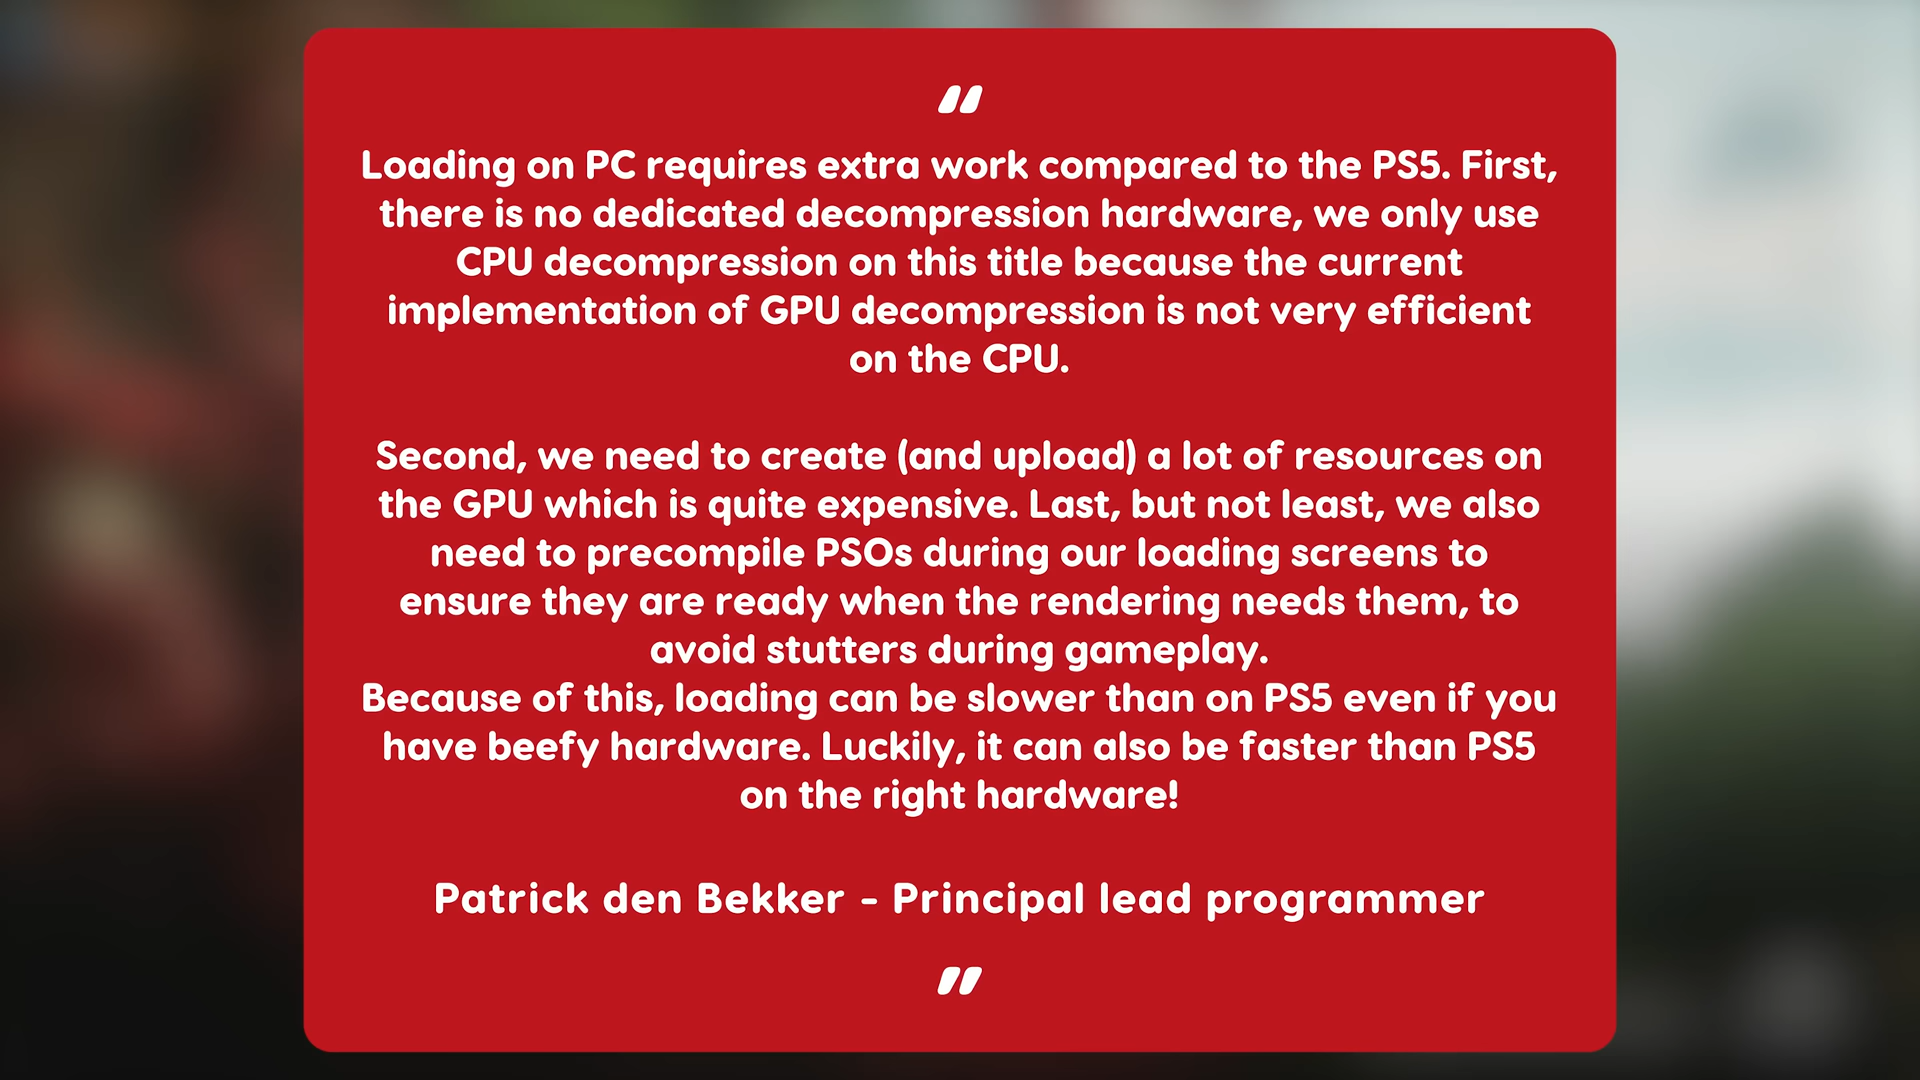 "
Loading on PC requires extra work compared to the PS5. First,
there is no dedicated decompression hardware, we only use
CPU decompression on this title because the current
implementation of GPU decompression is not very efficient
on the CPU.
Second, we need to create (and upload) a lot of resources on
the GPU which is quite expensive. Last, but not least, we also
need to precompile PSOs during our loading screens to
ensure they are ready when the rendering needs them, to
avoid stutters during gameplay.
Because of this, loading can be slower than on PS5 even if you
have beefy hardware. Luckily, it can also be faster than PS5
on the right hardware!
Patrick den Bekker - Principal lead programmer
"